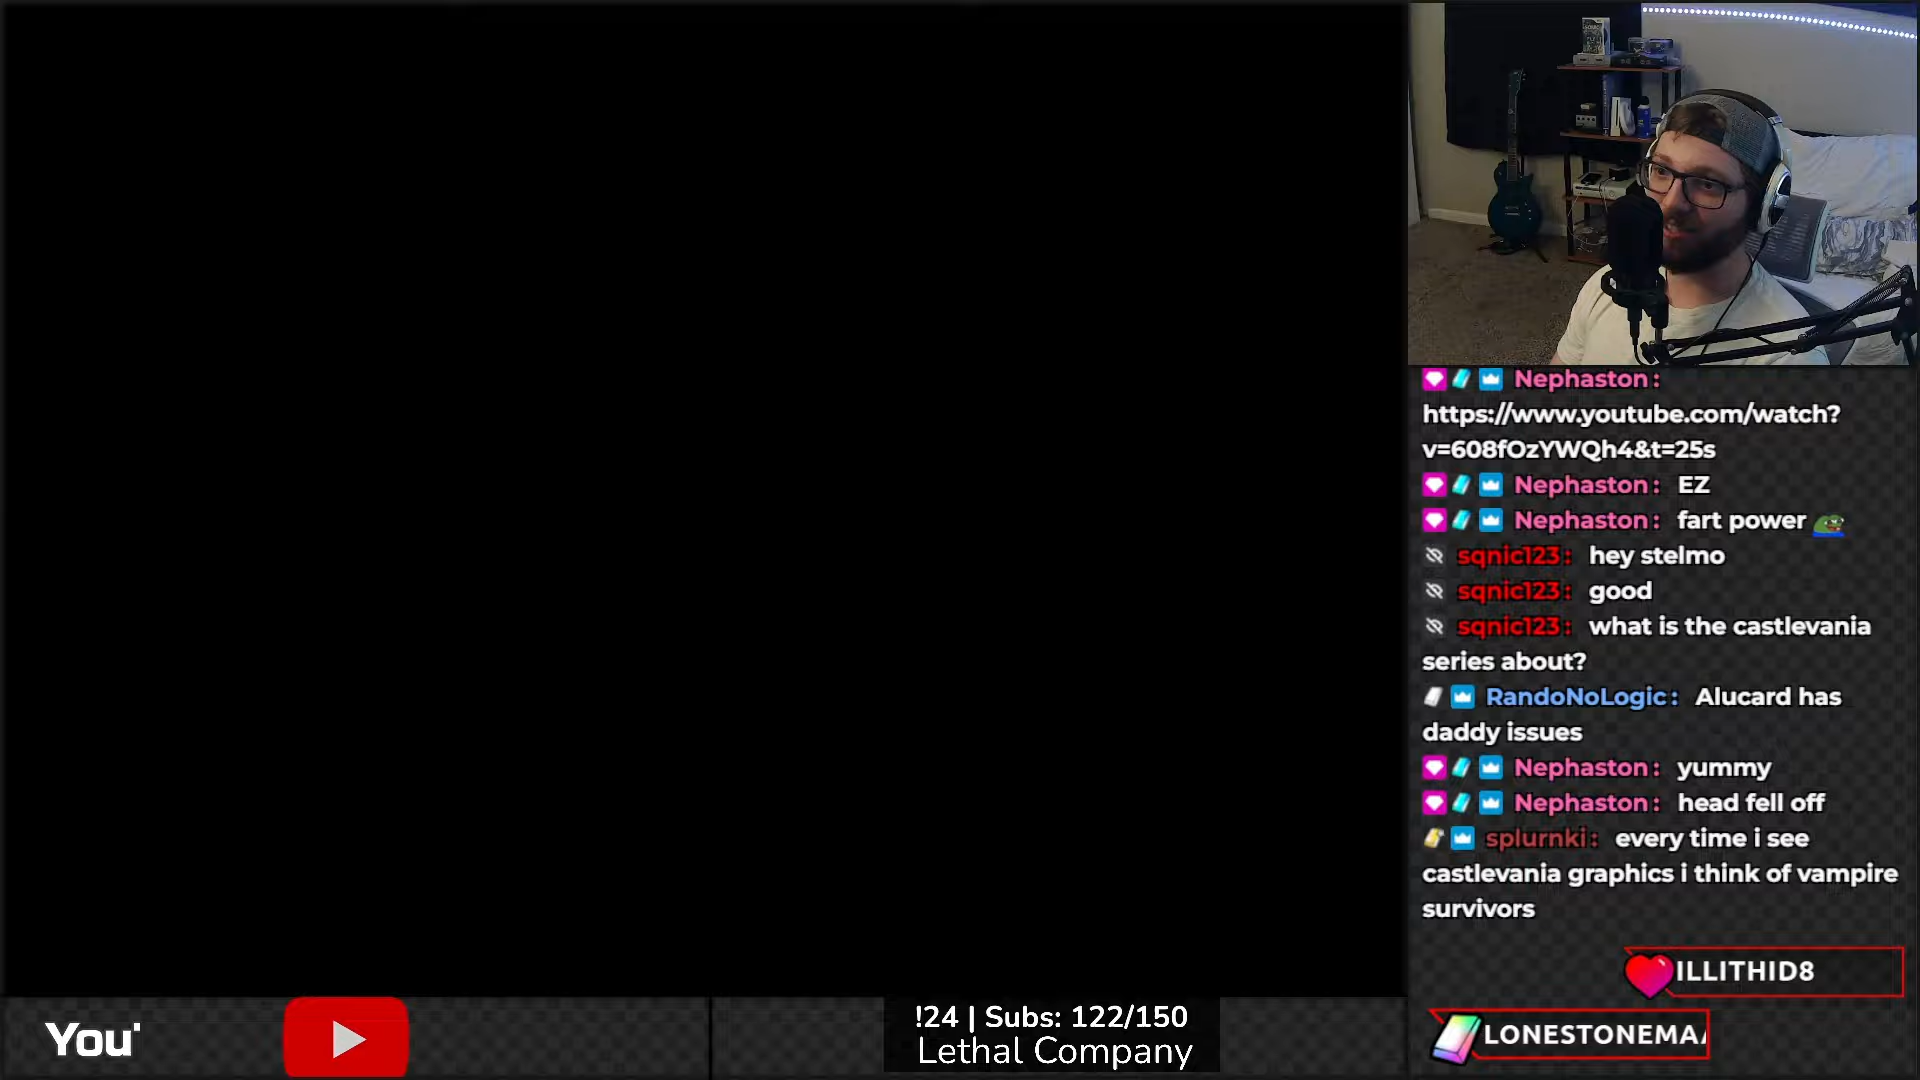 Nephaston:
https://www.youtube.com/watch?
v=608fOzYWQh4&t=25s
Nephaston: EZ
Nephaston: fart power
sqnic123: hey stelmo
sqnic123: good
sqnic123: what is the castlevania
series about?
RandoNoLogic: Alucard has
daddy issues
Nephaston: yummy
Nephaston: head fell off
splurnki: every time i see
castlevania graphics i think of vampire
survivors
ILLITHID8
LONESTONEMA
You
!24 | Subs: 122/150
Lethal Company